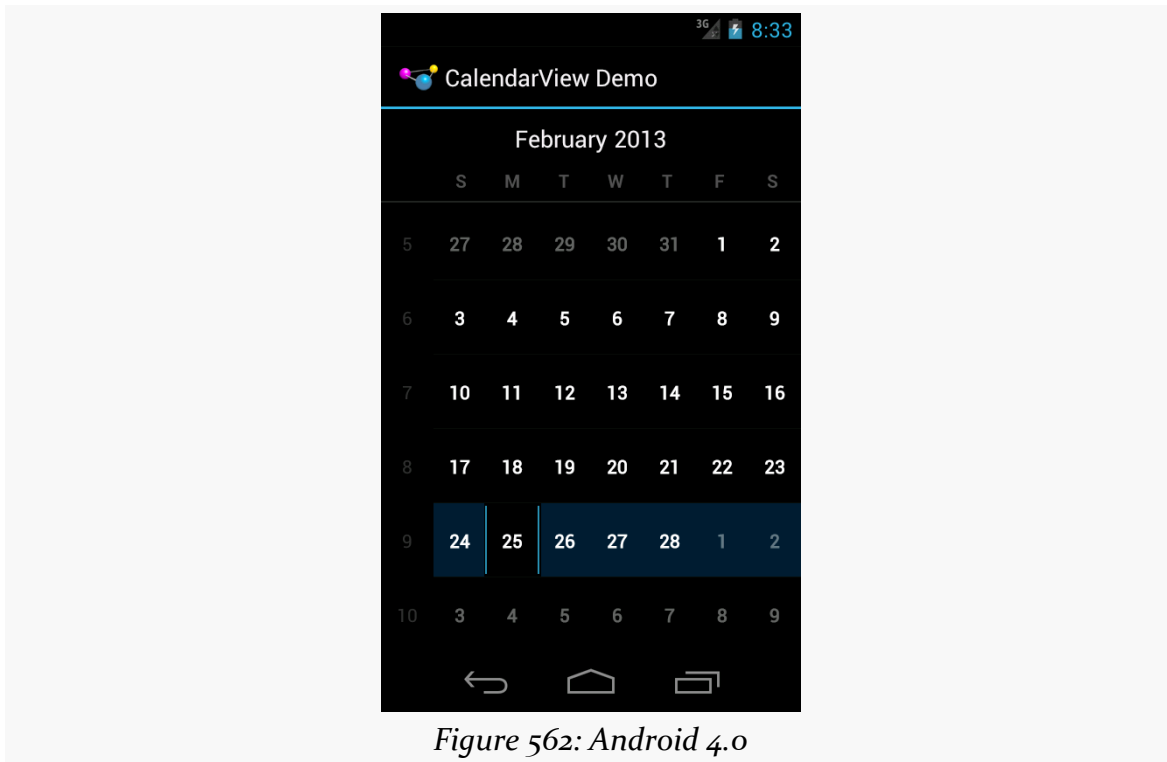 3G 8:33
CalendarView Demo
February 2013
S M T W T F S
5 27 28 29 30 31 1 2
6 3 4 5 6 7 8 9
7 10 11 12 13 14 15 16
8 17 18 19 20 21 22 23
9 24 25 26 27 28 1 2
10 3 4 5 6 7 8 9
Figure 562: Android 4.0